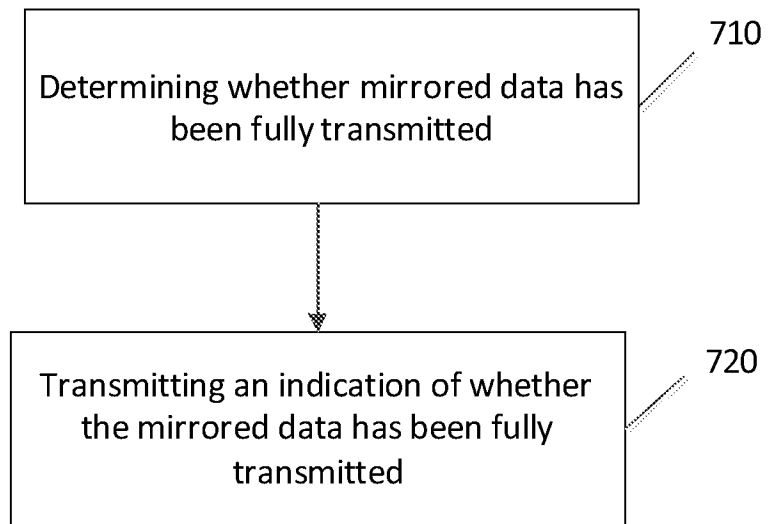 710
Determining whether mirrored data has
been fully transmitted
720
Transmitting an indication of whether
the mirrored data has been fully
transmitted